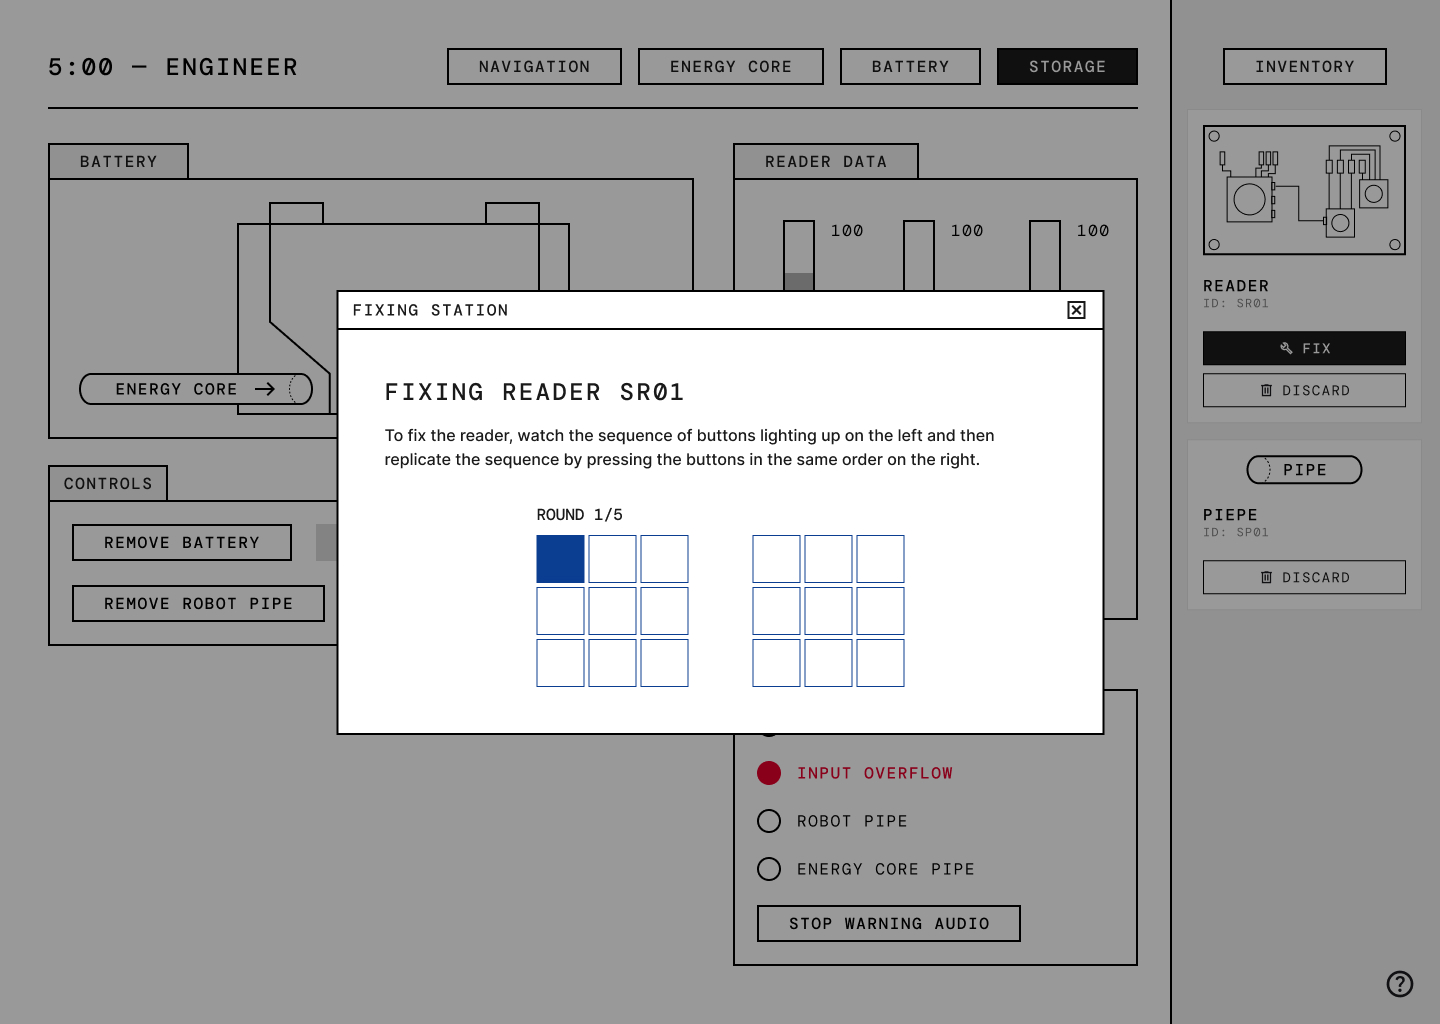 5:00 — ENGINEER
NAVIGATION
ENERGY CORE
BATTERY
STORAGE
INVENTORY
BATTERY
ENERGY CORE →
READER DATA
100
100
100
READER
ID: SR01
FIX
DISCARD
PIPE
PIEPE
ID: SP01
DISCARD
FIXING STATION
FIXING READER SR01
To fix the reader, watch the sequence of buttons lighting up on the left and then
replicate the sequence by pressing the buttons in the same order on the right.
ROUND 1/5
CONTROLS
REMOVE BATTERY
REMOVE ROBOT PIPE
INPUT OVERFLOW
ROBOT PIPE
ENERGY CORE PIPE
STOP WARNING AUDIO
?